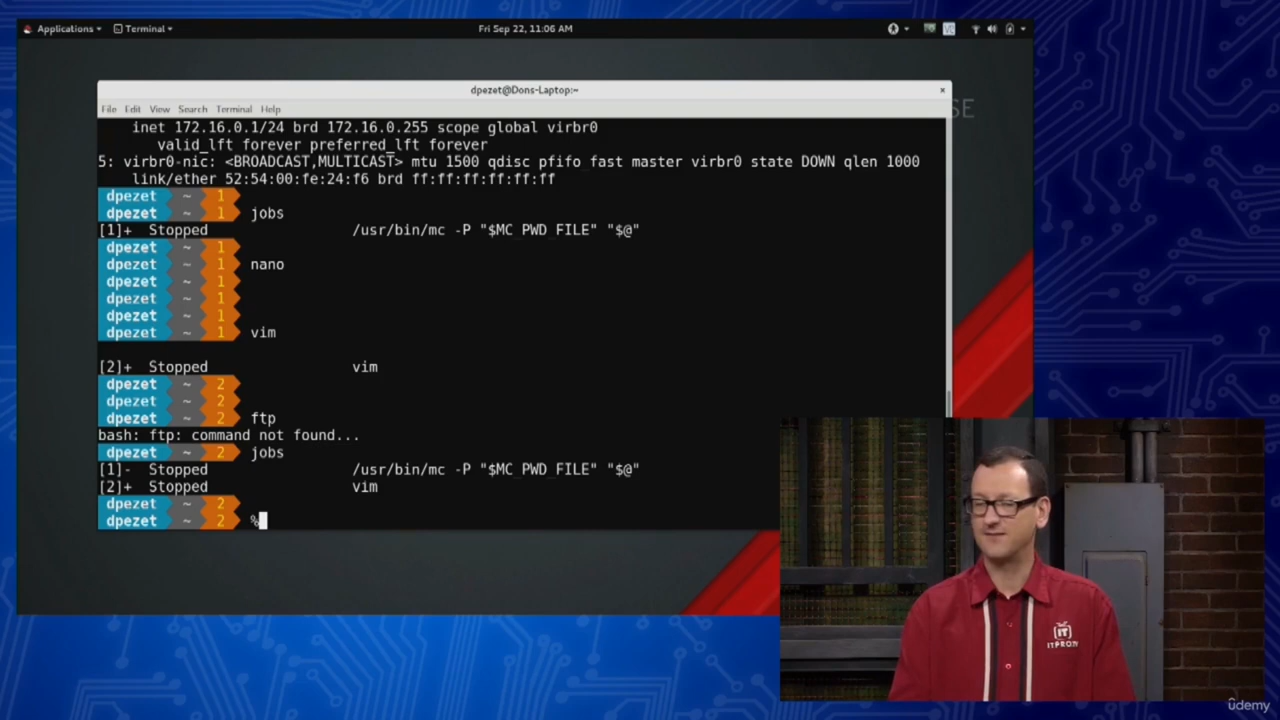 Applications Terminal Fri Sep 22, 11:06 AM
dpezet@Dons-Laptop:~ ×
File Edit View Search Terminal Help
SE
inet 172.16.0.1/24 brd 172.16.0.255 scope global virbr0
valid_lft forever preferred_lft forever
5: virbr0-nic: <BROADCAST,MULTICAST> mtu 1500 qdisc pfifo_fast master virbr0 state DOWN qlen 1000
link/ether 52:54:00:fe:24:f6 brd ff:ff:ff:ff:ff:ff
dpezet ~ 1
dpezet ~ 1 jobs
[1]+ Stopped /usr/bin/mc -P "$MC_PWD_FILE" "$@"
dpezet ~ 1
dpezet ~ 1 nano
dpezet ~ 1
dpezet ~ 1
dpezet ~ 1
dpezet ~ 1 vim
[2]+ Stopped vim
dpezet ~ 2
dpezet ~ 2
dpezet ~ 2 ftp
bash: ftp: command not found...
dpezet ~ 2 jobs
[1]- Stopped /usr/bin/mc -P "$MC_PWD_FILE" "$@"
[2]+ Stopped vim
dpezet ~ 2
dpezet ~ 2 %
IT
ITPROTV
udemy